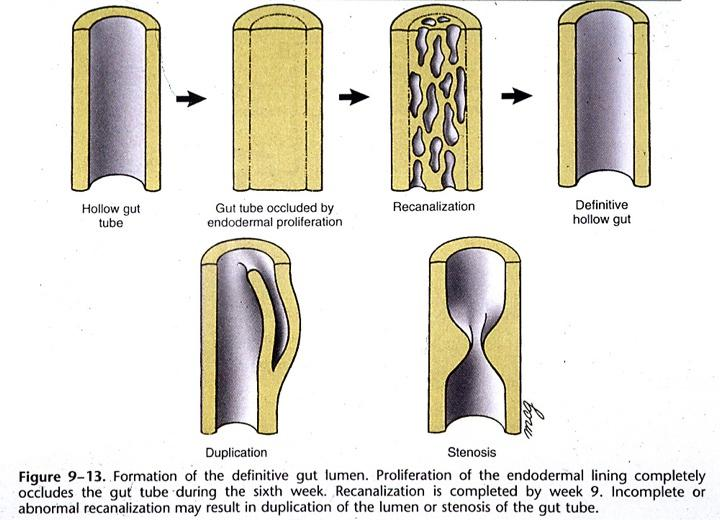 Hollow gut
tube
Gut tube occluded by
endodermal proliferation
Recanalization
Definitive
hollow gut
Duplication
Stenosis
mcg
Figure 9–13. Formation of the definitive gut lumen. Proliferation of the endodermal lining completely
occludes the gut tube during the sixth week. Recanalization is completed by week 9. Incomplete or
abnormal recanalization may result in duplication of the lumen or stenosis of the gut tube.